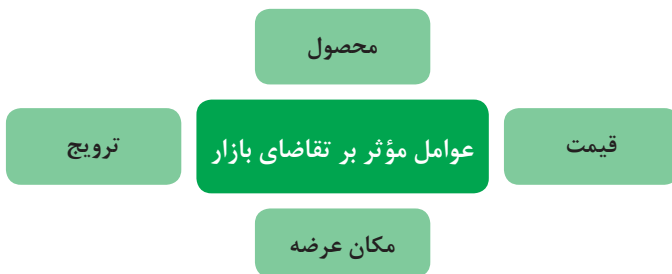 محصول
قیمت
عوامل مؤثر بر تقاضای بازار
ترویج
مکان عرضه